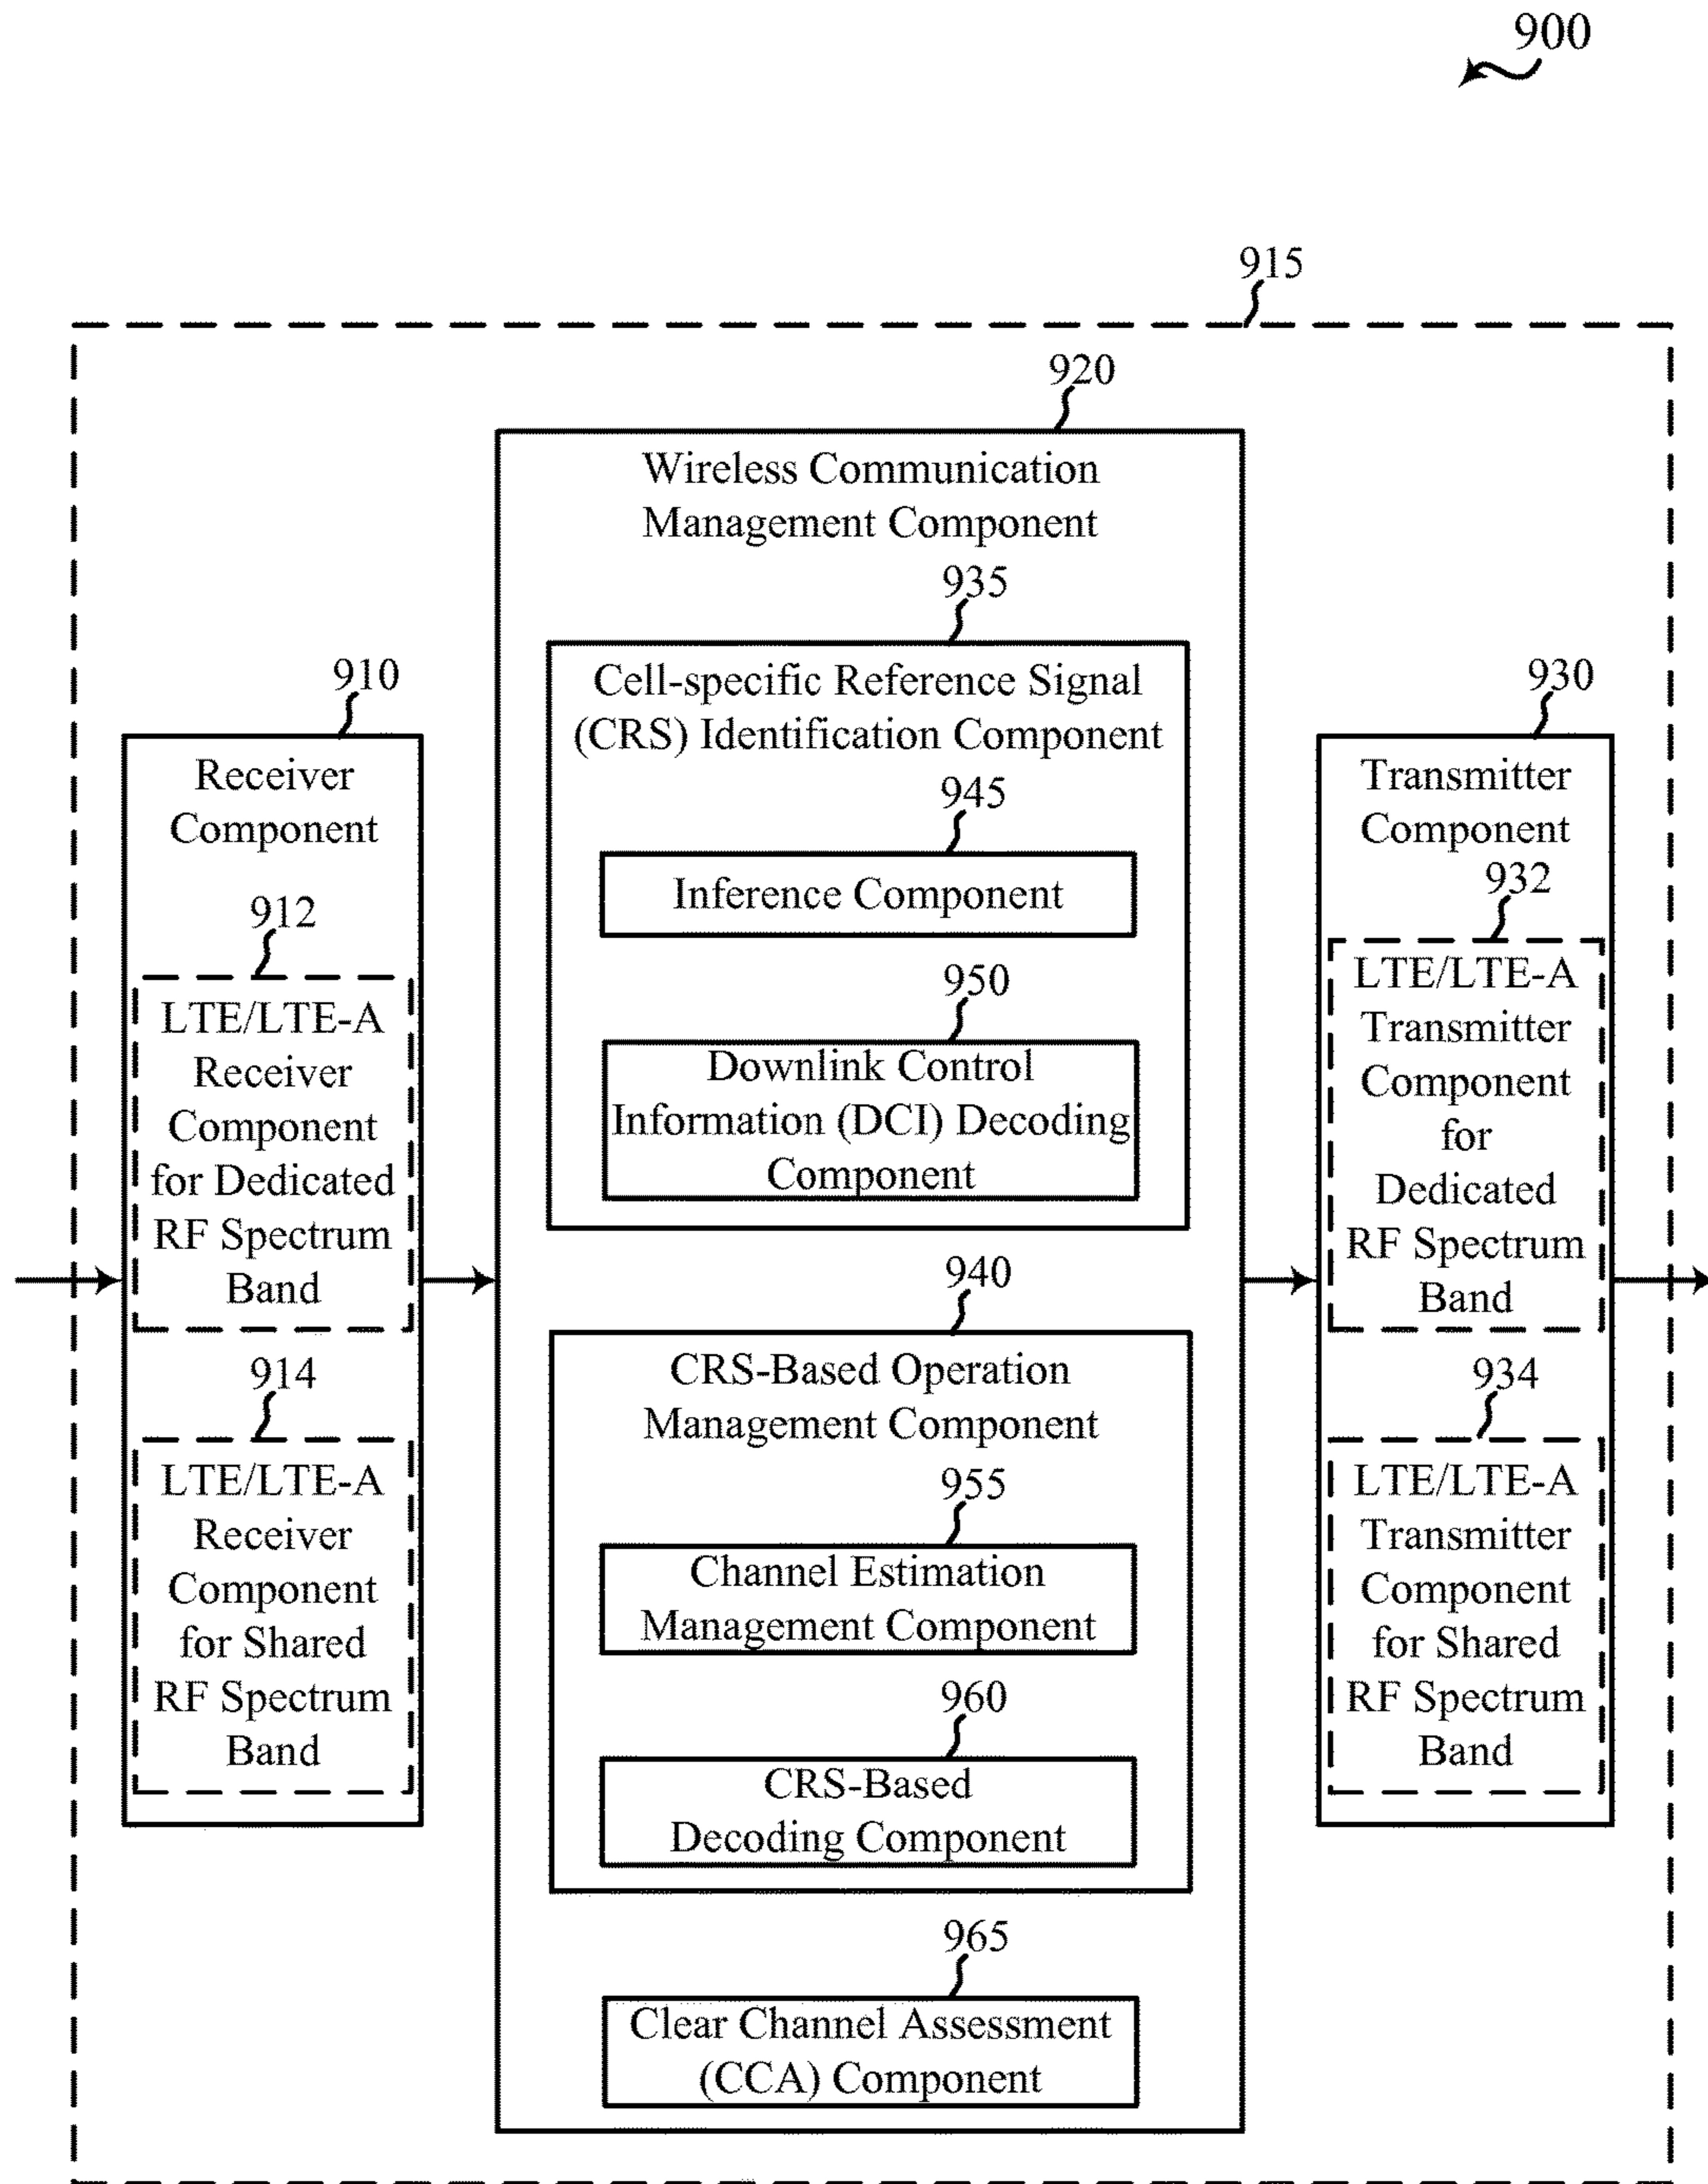 900
915
920
Wireless Communication
Management Component
935
Cell-specific Reference Signal
(CRS) Identification Component
945
Inference Component
950
Downlink Control
Information (DCI) Decoding
Component
940
CRS-Based Operation
Management Component
955
Channel Estimation
Management Component
960
CRS-Based
Decoding Component
965
Clear Channel Assessment
(CCA) Component
910
Receiver
Component
912
LTE/LTE-A
Receiver
Component
for Dedicated
RF Spectrum
Band
914
LTE/LTE-A
Receiver
Component
for Shared
RF Spectrum
Band
930
Transmitter
Component
932
LTE/LTE-A
Transmitter
Component
for
Dedicated
RF Spectrum
Band
934
LTE/LTE-A
Transmitter
Component
for Shared
RF Spectrum
Band